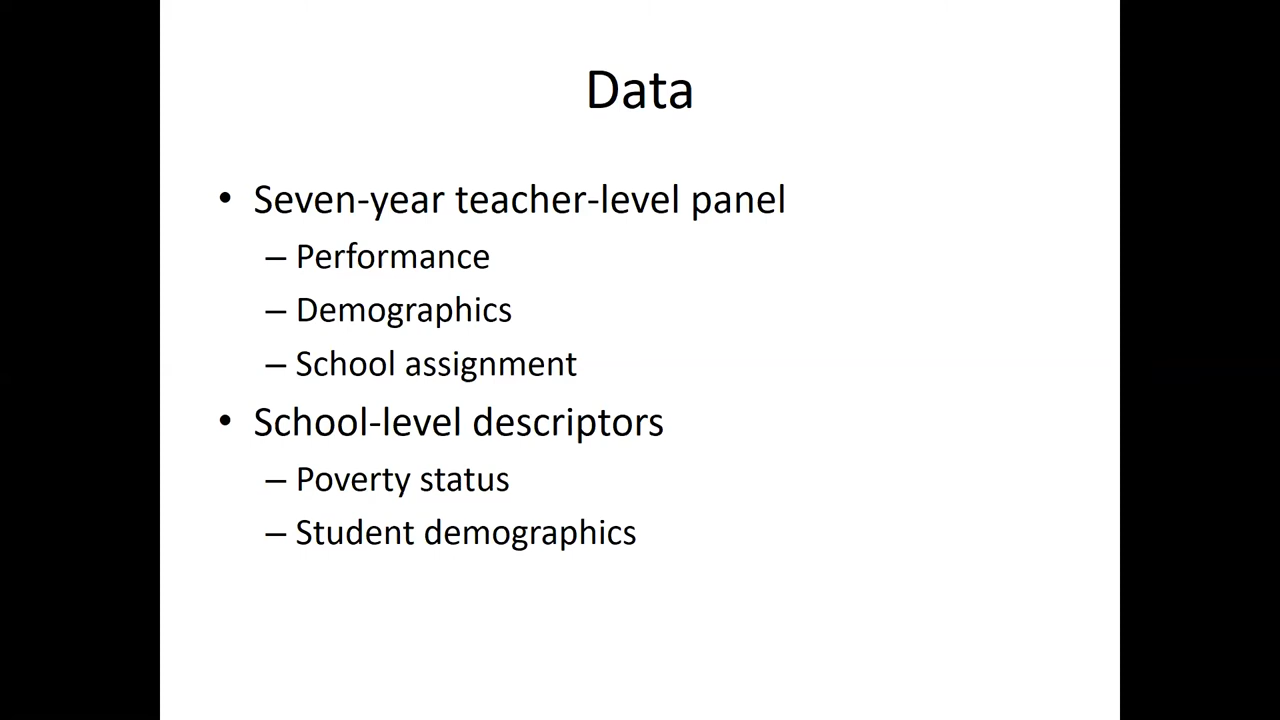 Data
• Seven-year teacher-level panel
– Performance
– Demographics
– School assignment
• School-level descriptors
– Poverty status
– Student demographics